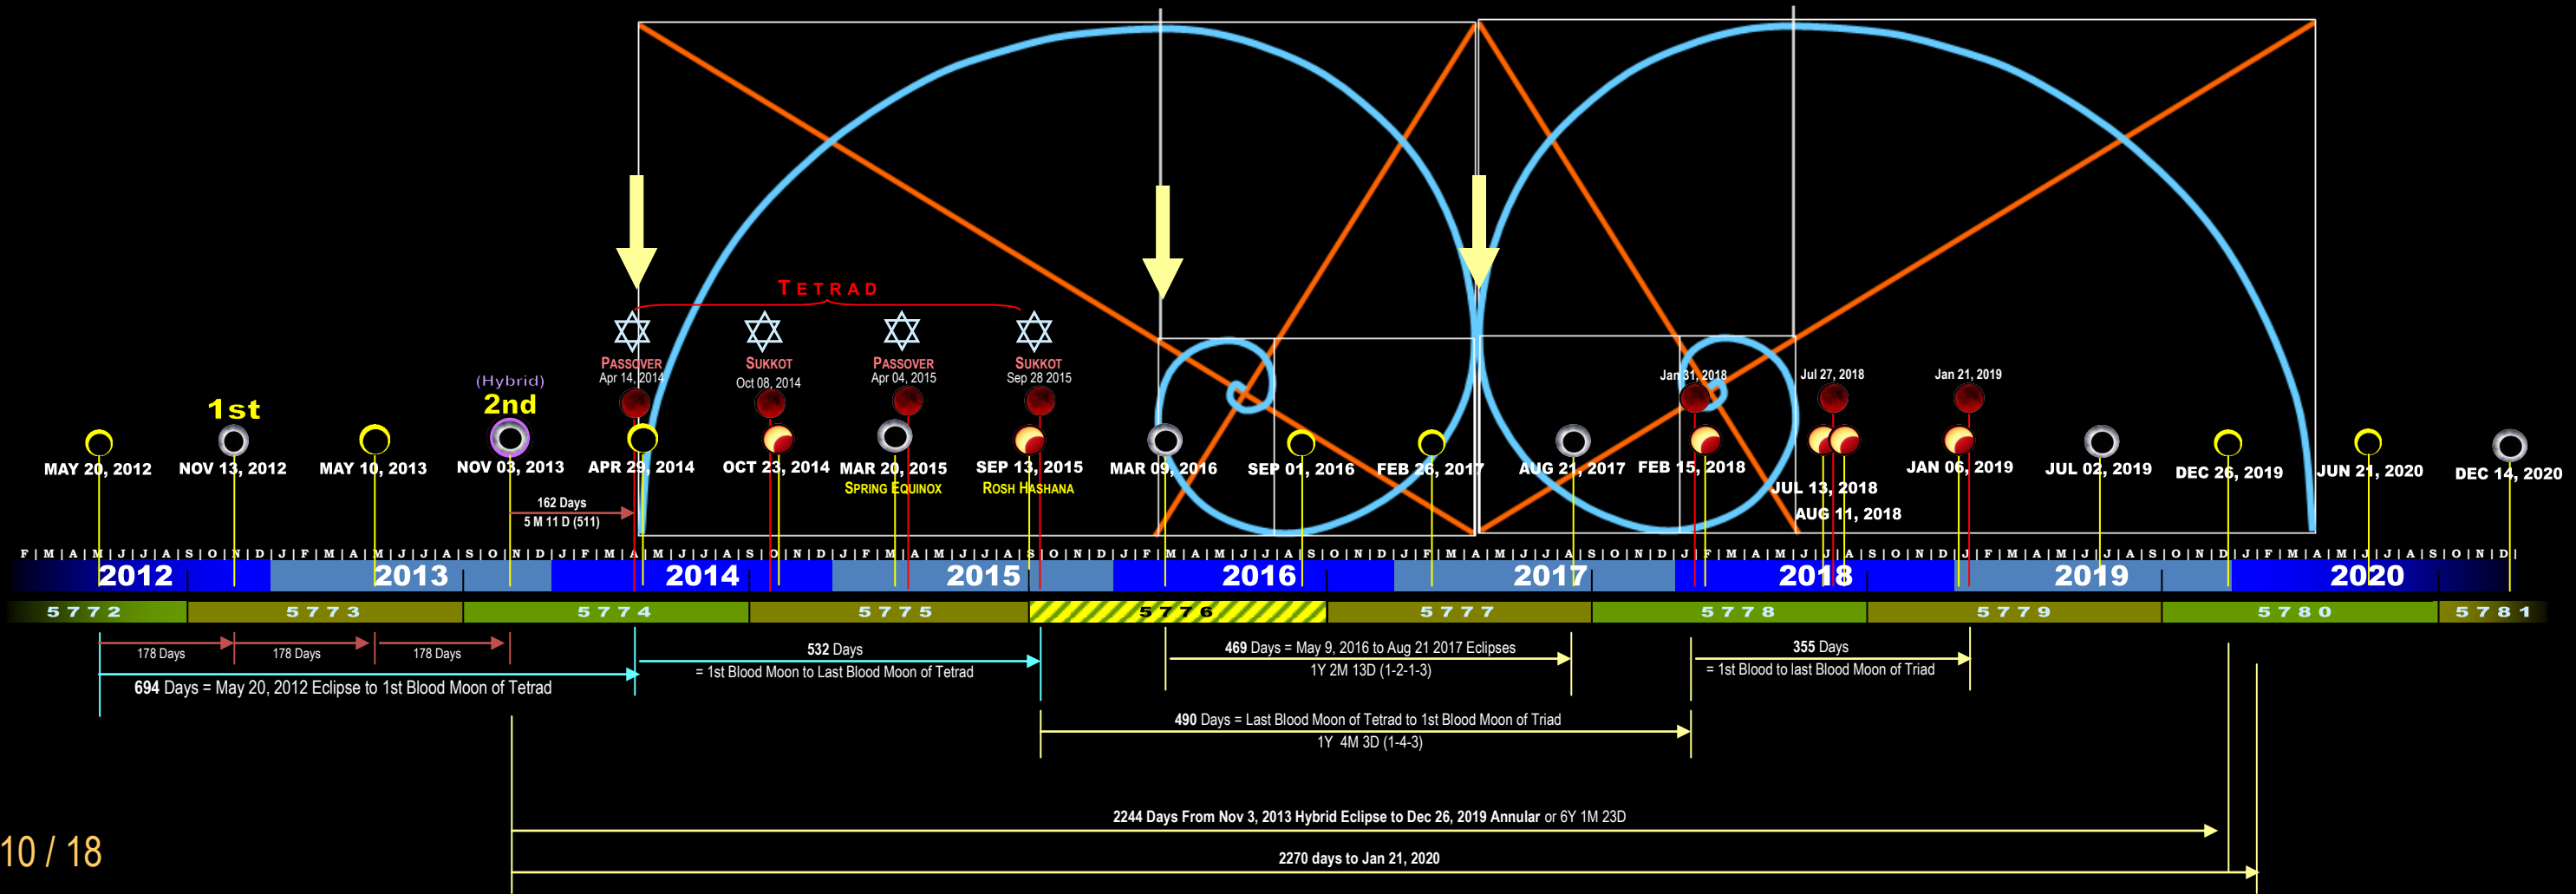 TETRAD
PASSOVER
Apr 14, 2014
SUKKOT
Oct 08, 2014
PASSOVER
Apr 04, 2015
SUKKOT
Sep 28 2015
Jan 31, 2018
Jul 27, 2018
Jan 21, 2019
1st
(Hybrid)
2nd
MAY 20, 2012
NOV 13, 2012
MAY 10, 2013
NOV 03, 2013
APR 29, 2014
OCT 23, 2014
MAR 20, 2015
SPRING EQUINOX
SEP 13, 2015
ROSH HASHANA
MAR 09, 2016
SEP 01, 2016
FEB 26, 2017
AUG 21, 2017
FEB 15, 2018
JUL 13, 2018
AUG 11, 2018
JAN 06, 2019
JUL 02, 2019
DEC 26, 2019
JUN 21, 2020
DEC 14, 2020
162 Days
5 M 11 D (511)
F | M | A | M | J | J | A | S | O | N | D | J | F | M | A | M | J | J | A | S | O | N | D | J | F | M | A | M | J | J | A | S | O | N | D | J | F | M | A | M | J | J | A | S | O | N | D | J | F | M | A | M | J | J | A | S | O | N | D | J | F | M | A | M | J | J | A | S | O | N | D | J | F | M | A | M | J | J | A | S | O | N | D | J | F | M | A | M | J | J | A | S | O | N | D | J | F | M | A | M | J | J | A | S | O | N | D |
2012 2013 2014 2015 2016 2017 2018 2019 2020
5772 5773 5774 5775 5776 5777 5778 5779 5780 5781
178 Days
178 Days
178 Days
694 Days = May 20, 2012 Eclipse to 1st Blood Moon of Tetrad
532 Days
= 1st Blood Moon to Last Blood Moon of Tetrad
469 Days = May 9, 2016 to Aug 21 2017 Eclipses
1Y 2M 13D (1-2-1-3)
355 Days
= 1st Blood to last Blood Moon of Triad
490 Days = Last Blood Moon of Tetrad to 1st Blood Moon of Triad
1Y 4M 3D (1-4-3)
2244 Days From Nov 3, 2013 Hybrid Eclipse to Dec 26, 2019 Annular or 6Y 1M 23D
2270 days to Jan 21, 2020
10 / 18